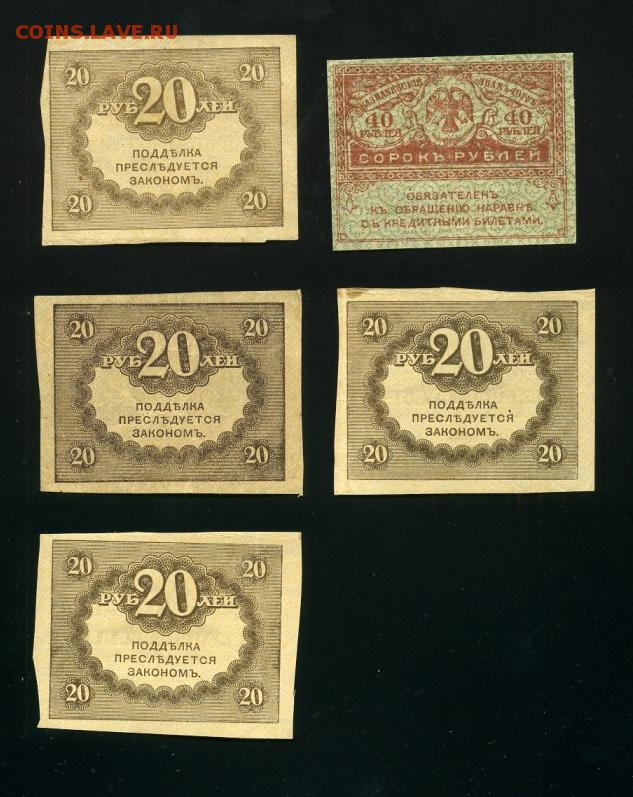 COINS.LAVE.RU
20 20
РУБ 20 ЛЕЙ
ПОДДѢЛКА
ПРЕСЛѢДУЕТСЯ
ЗАКОНОМЪ.
20 20
КАЗНАЧЕЙСКІЙ ЗНАКЪ
40 40
РУБЛЕЙ РУБЛЕЙ
СОРОКЪ РУБЛЕЙ
ОБЯЗАТЕЛЕНЪ
КЪ ОБРАЩЕНІЮ НАРАВНѢ
СЪ КРЕДИТНЫМИ БИЛЕТАМИ.
20 20
РУБ 20 ЛЕЙ
ПОДДѢЛКА
ПРЕСЛѢДУЕТСЯ
ЗАКОНОМЪ.
20 20
20 20
РУБ 20 ЛЕЙ
ПОДДѢЛКА
ПРЕСЛѢДУЕТСЯ
ЗАКОНОМЪ.
20 20
20 20
РУБ 20 ЛЕЙ
ПОДДѢЛКА
ПРЕСЛѢДУЕТСЯ
ЗАКОНОМЪ.
20 20